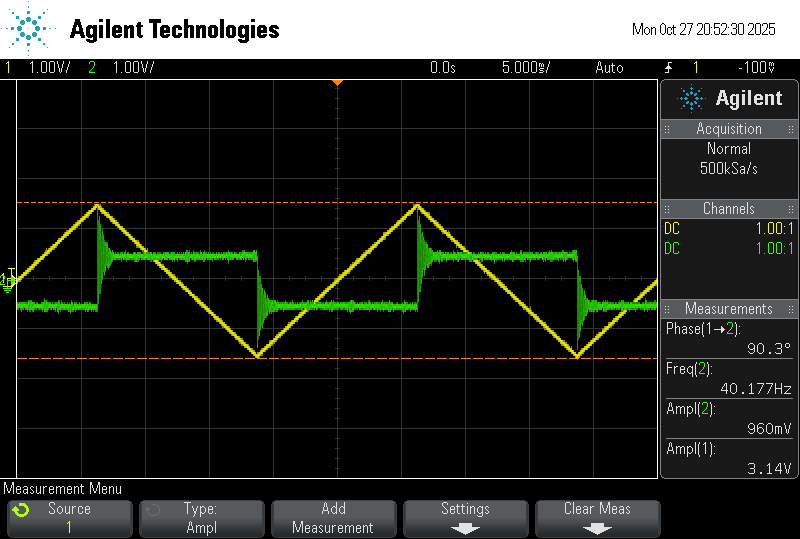 Agilent Technologies
Mon Oct 27 20:52:30 2025
1 1.00V/ 2 1.00V/ 0.0s 5.000ms/ Auto 1 -100mV
Agilent
Acquisition
Normal
500kSa/s
Channels
DC 1.00:1
DC 1.00:1
Measurements
Phase(1→2):
90.3°
Freq(2):
40.177Hz
Ampl(2):
960mV
Ampl(1):
3.14V
Measurement Menu
Source
1
Type:
Ampl
Add
Measurement
Settings
Clear Meas